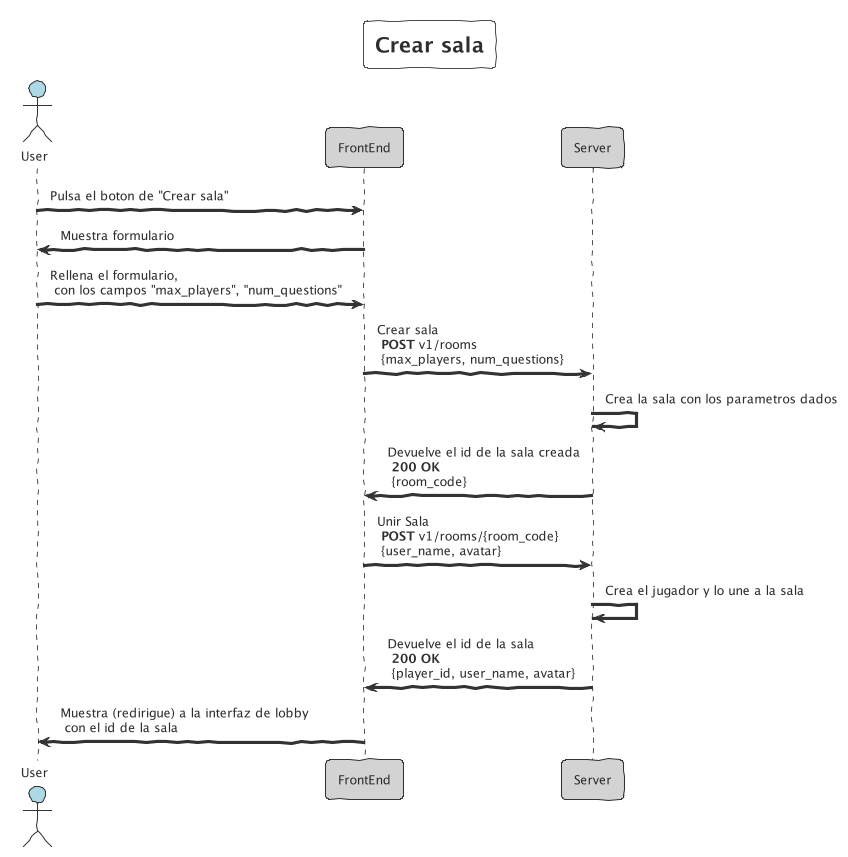 Crear sala
User
FrontEnd
Server
Pulsa el boton de "Crear sala"
Muestra formulario
Rellena el formulario,
con los campos "max_players", "num_questions"
Crear sala
POST v1/rooms
{max_players, num_questions}
Crea la sala con los parametros dados
Devuelve el id de la sala creada
200 OK
{room_code}
Unir Sala
POST v1/rooms/{room_code}
{user_name, avatar}
Crea el jugador y lo une a la sala
Devuelve el id de la sala
200 OK
{player_id, user_name, avatar}
Muestra (redirigue) a la interfaz de lobby
con el id de la sala
User
FrontEnd
Server